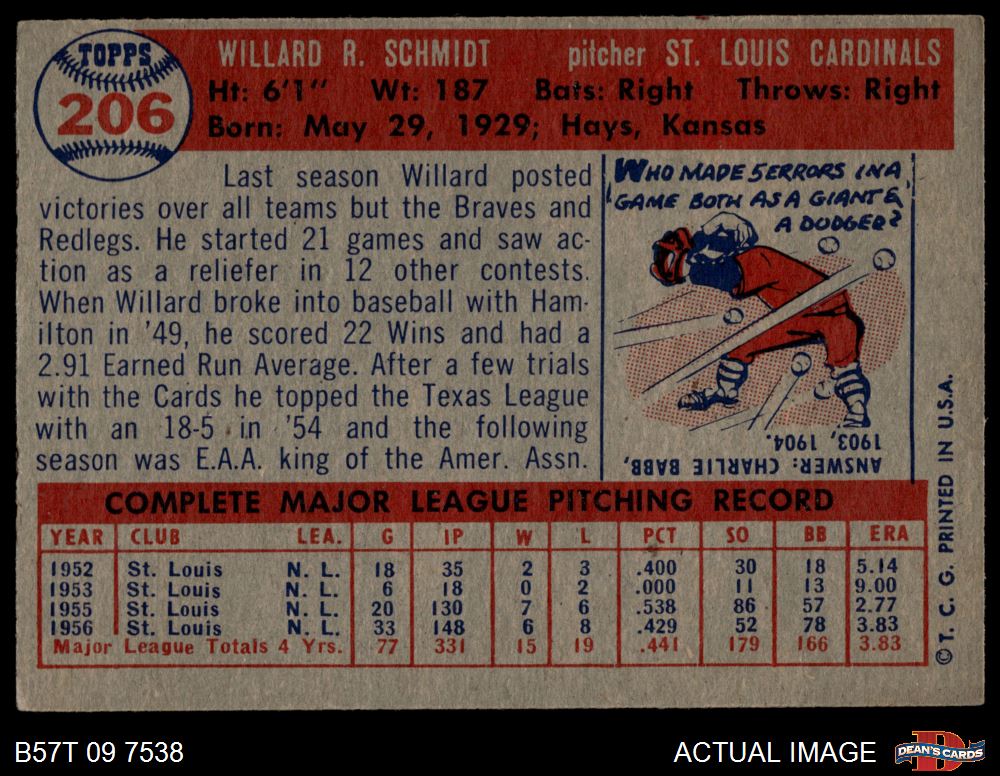 TOPPS
206
WILLARD R. SCHMIDT pitcher ST. LOUIS CARDINALS
Ht: 6'1" Wt: 187 Bats: Right Throws: Right
Born: May 29, 1929; Hays, Kansas
Last season Willard posted
victories over all teams but the Braves and
Redlegs. He started 21 games and saw ac-
tion as a reliefer in 12 other contests.
When Willard broke into baseball with Ham-
ilton in '49, he scored 22 Wins and had a
2.91 Earned Run Average. After a few trials
with the Cards he topped the Texas League
with an 18-5 in '54 and the following
season was E.A.A. king of the Amer. Assn.
WHO MADE 5 ERRORS IN A
GAME BOTH AS A GIANT &
A DODGER?
ANSWER: CHARLIE BABB,
1903, 1904.
COMPLETE MAJOR LEAGUE PITCHING RECORD
YEAR CLUB LEA. G IP W L PCT SO BB ERA
1952 St. Louis N. L. 18 35 2 3 .400 30 18 5.14
1953 St. Louis N. L. 6 18 0 2 .000 11 13 9.00
1955 St. Louis N. L. 20 130 7 6 .538 86 57 2.77
1956 St. Louis N. L. 33 148 6 8 .429 52 78 3.83
Major League Totals 4 Yrs. 77 331 15 19 .441 179 166 3.83
© T. C. G. PRINTED IN U.S.A.
B57T 09 7538
ACTUAL IMAGE
D
DEAN'S CARDS